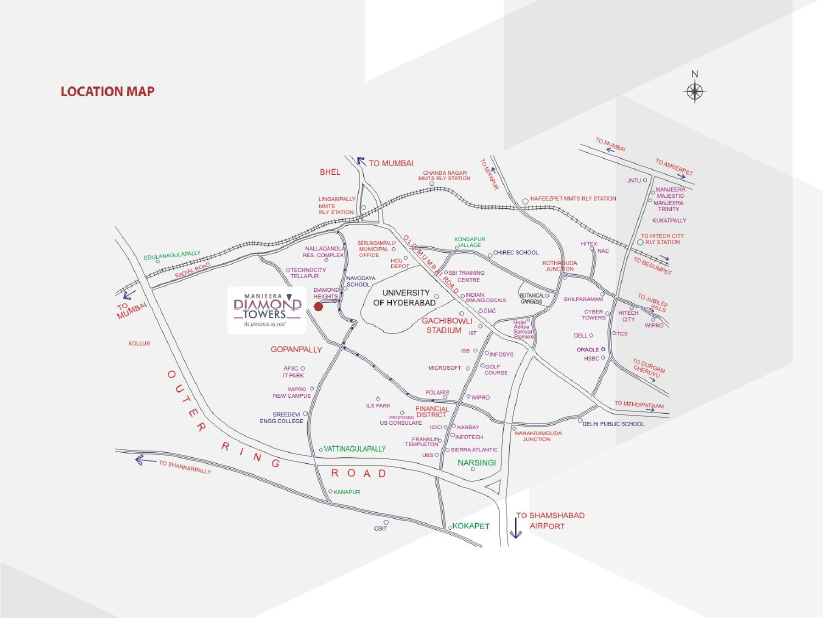 LOCATION MAP
N
TO MUMBAI
BHEL
CHANDA NAGAR
MMTS RLY STATION
TO MIYAPUR
TO MUMBAI
TO AMEERPET
JNTU
MANJEERA
MAJESTIC
MANJEERA
TRINITY
KUKATPALLY
LINGAMPALLY
MMTS
RLY STATION
HAFEEZPET MMTS RLY STATION
TO HITECH CITY
RLY STATION
TO BEGUMPET
EDULANAGULAPALLY
RADIAL ROAD
NALLAGANDLA
RES. COMPLEX
SERLINGAMPALLY
MUNICIPAL
OFFICE
OLD MUMBAI ROAD
KONDAPUR
VILLAGE
CHIREC SCHOOL
HITEX
NAC
HCU
DEPOT
KOTHAGUDA
JUNCTION
TECHNOCITY
TELLAPUR
NAVODAYA
SCHOOL
SBI TRAINING
CENTRE
TO
MUMBAI
MANJEERA
DIAMOND
TOWERS
As precious as you!
DIAMOND
HEIGHTS
UNIVERSITY
OF HYDERABAD
INDIAN
IMMUNOLOGICALS
BOTANICAL
GARDENS
SHILPARAMAM
TO JUBILEE
HILLS
CMC
CYBER
TOWERS
HITECH
CITY
WIPRO
GACHIBOWLI
STADIUM
IIIT
DELL
TCS
KOLLUR
GOPANPALLY
ISB
INFOSYS
ORACLE
HSBC
APIIC
IT PARK
MICROSOFT
GOLF
COURSE
TO DURGAM
CHERUVU
WIPRO
NEW CAMPUS
POLARIS
WIPRO
ILS PARK
FINANCIAL
DISTRICT
TO MEHDIPATNAM
SREEDEVI
ENGG.COLLEGE
PROPOSED
US CONSULATE
ICICI
KANBAY
DELHI PUBLIC SCHOOL
FRANKLIN
TEMPLETON
INFOTECH
NANAKRAMGUDA
JUNCTION
VATTINAGULAPALLY
UBS
SIERRA ATLANTIC
NARSINGI
OUTER RING ROAD
TO SHANKARPALLY
KANAPUR
CBIT
KOKAPET
TO SHAMSHABAD
AIRPORT